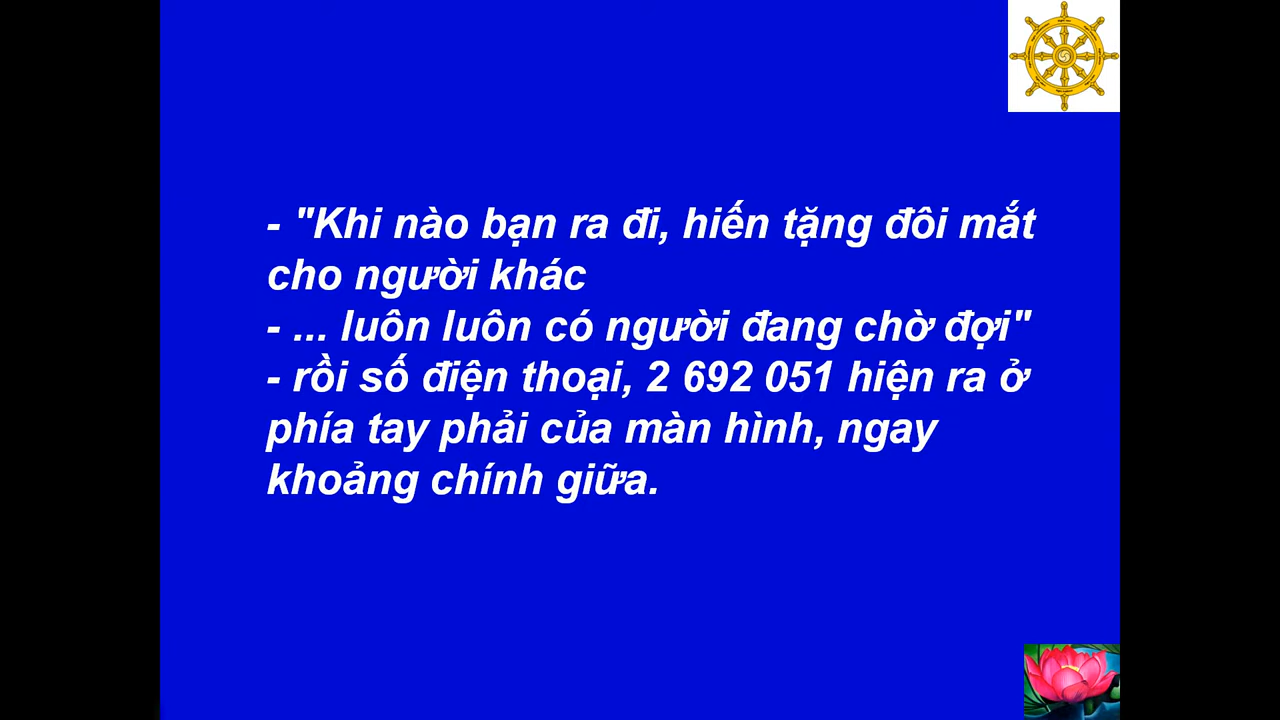 - "Khi nào bạn ra đi, hiến tặng đôi mắt
cho người khác
- ... luôn luôn có người đang chờ đợi"
- rồi số điện thoại, 2 692 051 hiện ra ở
phía tay phải của màn hình, ngay
khoảng chính giữa.